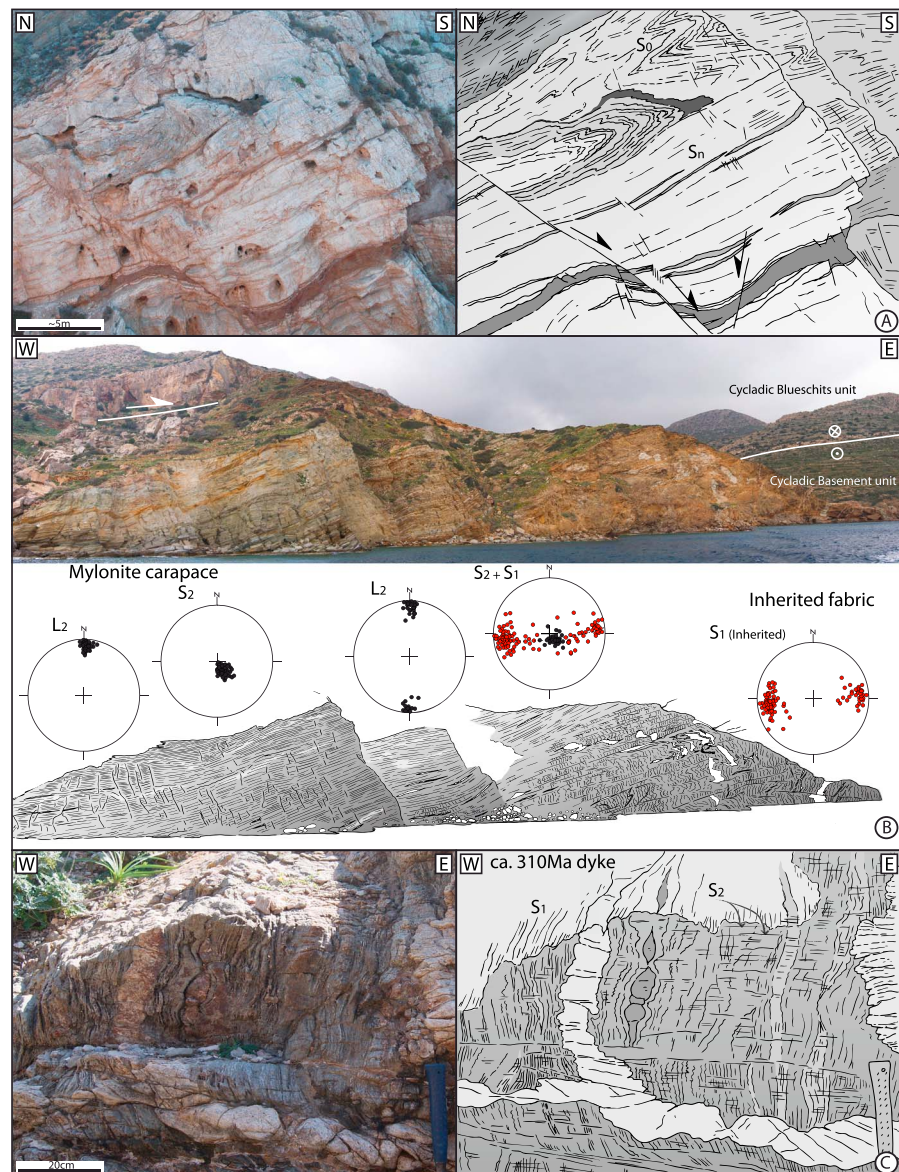 N
S
N
S
S0
Sn
~5m
A
W
E
Cycladic Blueschits unit
Cycladic Basement unit
Mylonite carapace
L2
S2
L2
S2 + S1
Inherited fabric
S1 (Inherited)
N
N
N
N
N
B
W
E
W
ca. 310Ma dyke
E
S1
S2
20cm
C